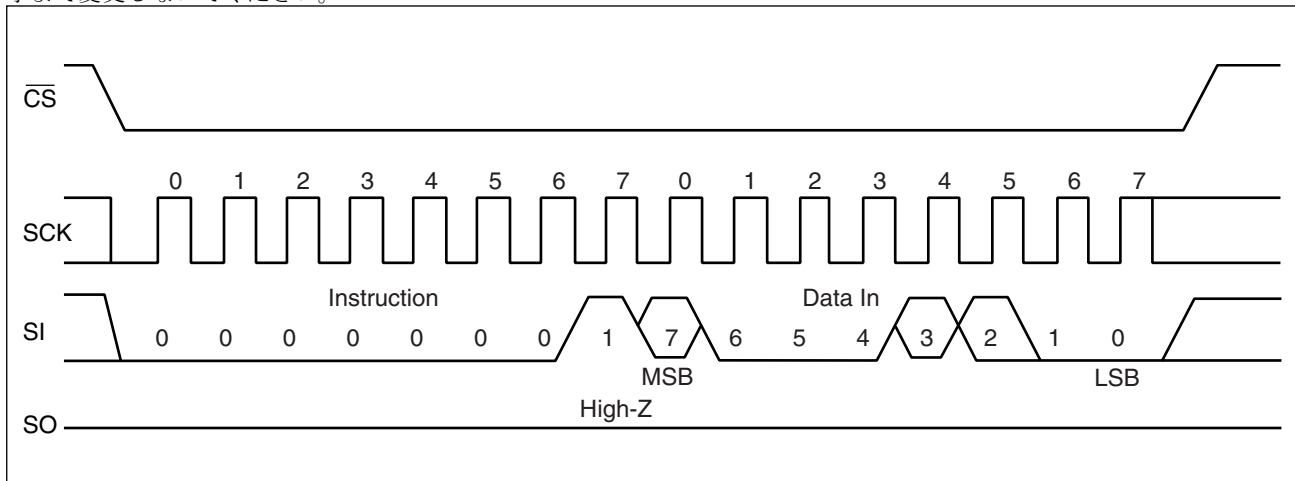 CS
0 1 2 3 4 5 6 7 0 1 2 3 4 5 6 7
SCK
Instruction Data In
SI 0 0 0 0 0 0 0 1 7 6 5 4 3 2 1 0
MSB LSB
High-Z
SO